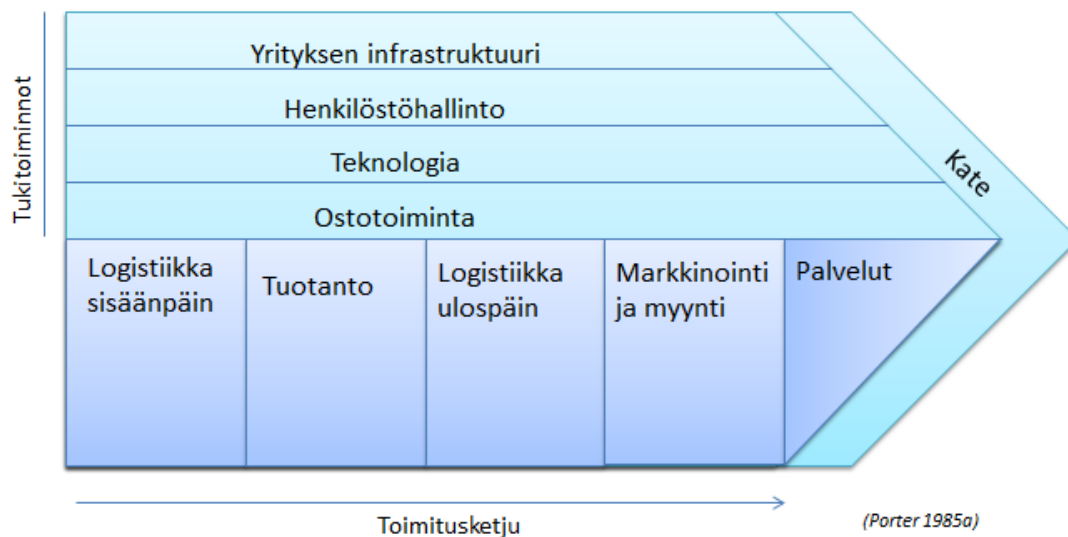 Tukitoiminnot
Yrityksen infrastruktuuri
Henkilöstöhallinto
Teknologia
Ostotoiminta
Kate
Logistiikka
sisäänpäin
Tuotanto
Logistiikka
ulospäin
Markkinointi
ja myynti
Palvelut
Toimitusketju
(Porter 1985a)